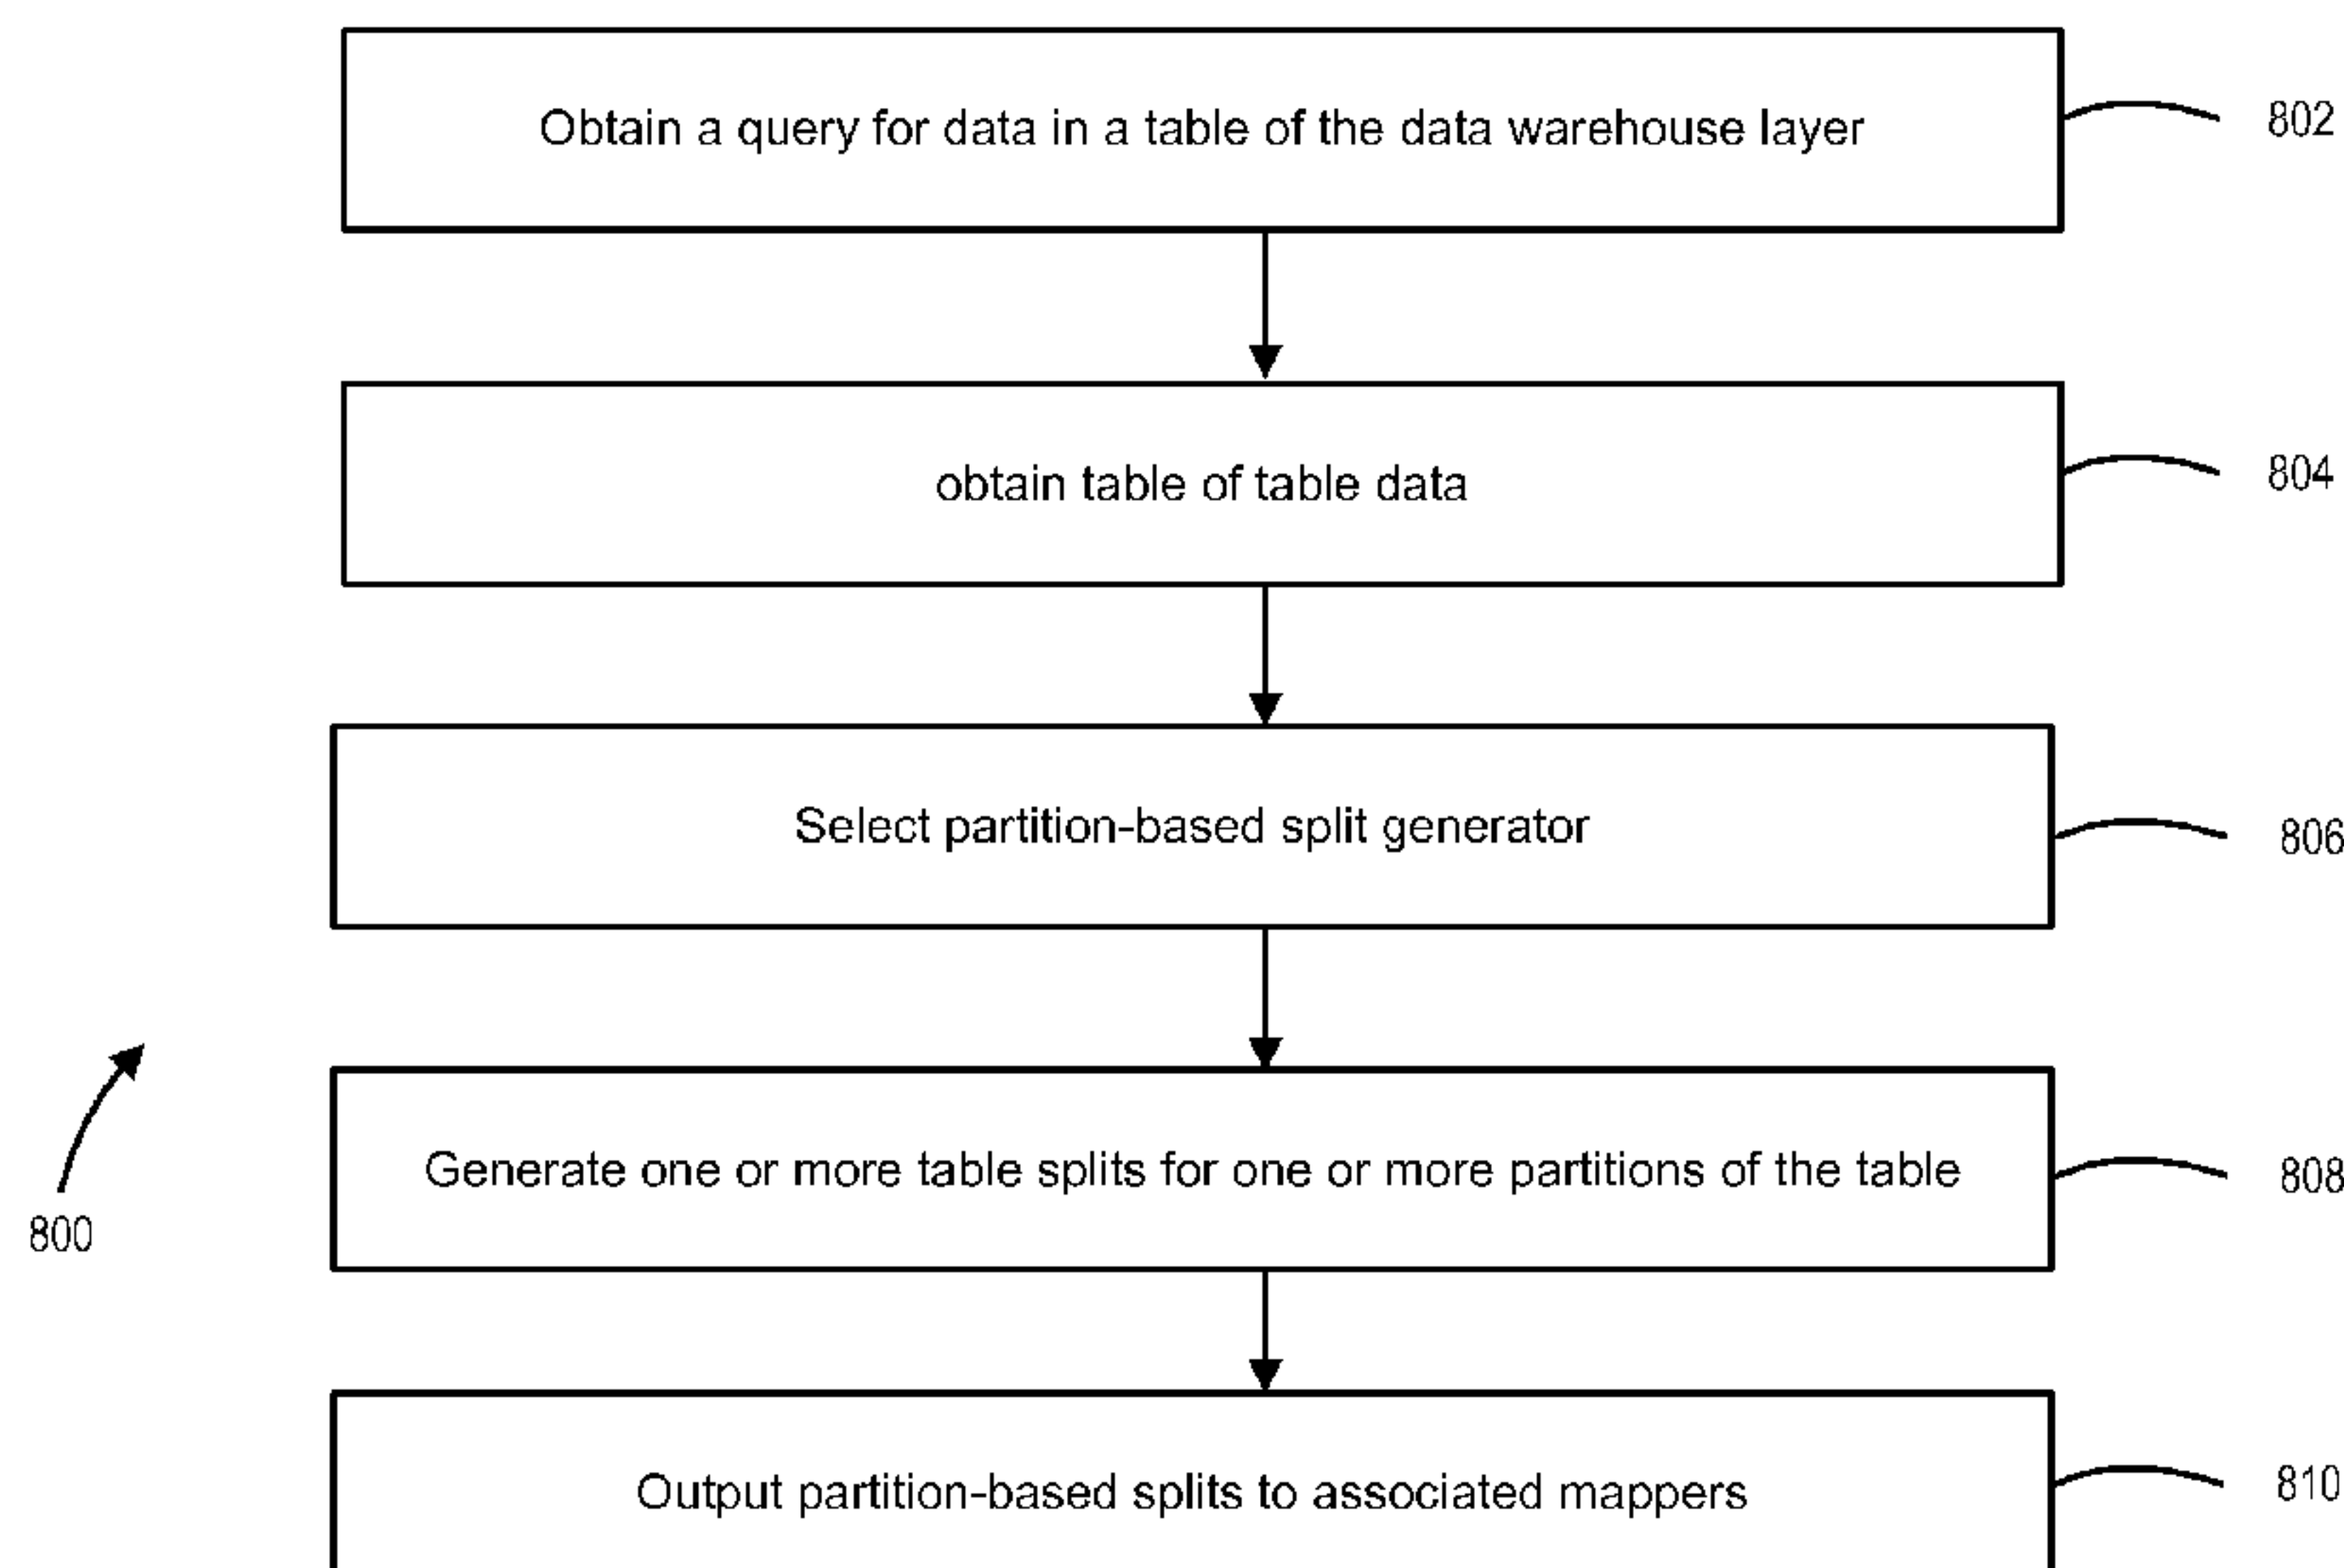 Obtain a query for data in a table of the data warehouse layer
802
obtain table of table data
804
Select partition-based split generator
806
Generate one or more table splits for one or more partitions of the table
808
800
Output partition-based splits to associated mappers
810